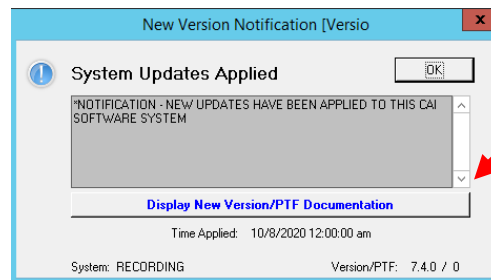 New Version Notification [Versio
x
System Updates Applied
OK
*NOTIFICATION - NEW UPDATES HAVE BEEN APPLIED TO THIS CAI
SOFTWARE SYSTEM
Display New Version/PTF Documentation
Time Applied: 10/8/2020 12:00:00 am
System: RECORDING Version/PTF: 7.4.0 / 0